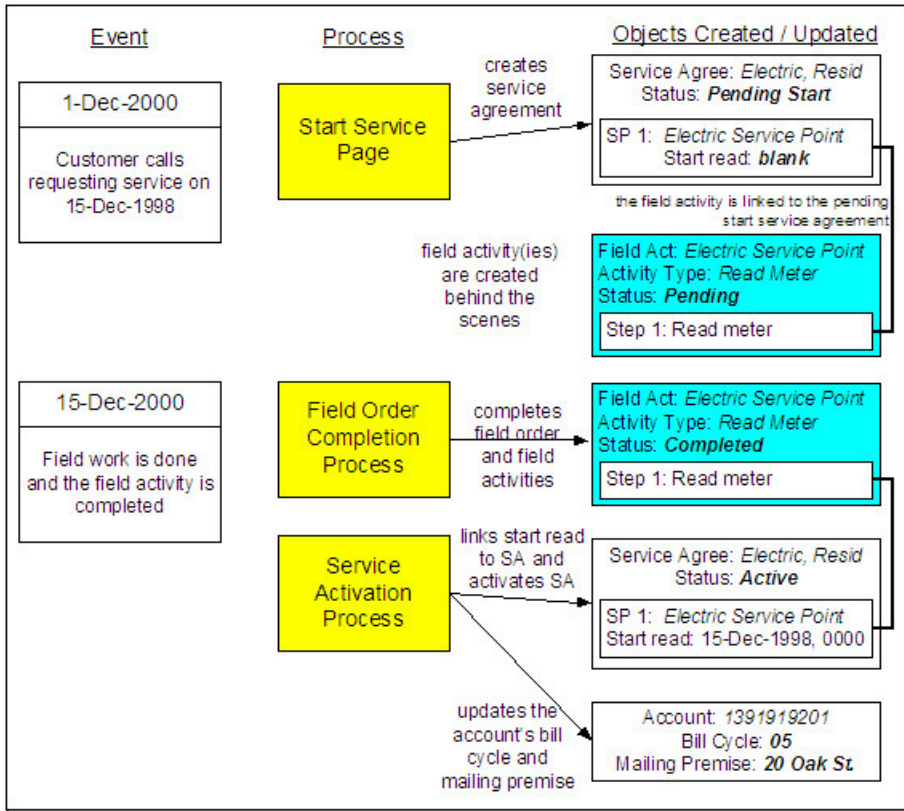 Event
Process
Objects Created / Updated
1-Dec-2000
Customer calls
requesting service on
15-Dec-1998
Start Service
Page
creates
service
agreement
Service Agree: Electric, Resid
Status: Pending Start
SP 1: Electric Service Point
Start read: blank
the field activity is linked to the pending
start service agreement
field activity(ies)
are created
behind the
scenes
Field Act: Electric Service Point
Activity Type: Read Meter
Status: Pending
Step 1: Read meter
15-Dec-2000
Field work is done
and the field activity is
completed
Field Order
Completion
Process
completes
field order
and field
activities
Field Act: Electric Service Point
Activity Type: Read Meter
Status: Completed
Step 1: Read meter
Service
Activation
Process
links start read
to SA and
activates SA
Service Agree: Electric, Resid
Status: Active
SP 1: Electric Service Point
Start read: 15-Dec-1998, 0000
updates the
account's bill
cycle and
mailing premise
Account: 1391919201
Bill Cycle: 05
Mailing Premise: 20 Oak St.